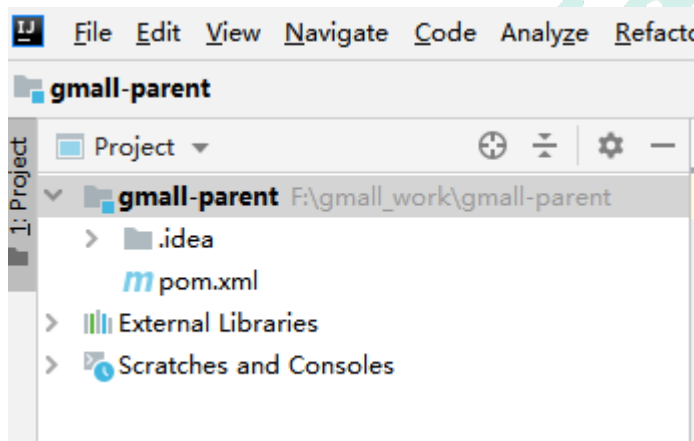 IJ File Edit View Navigate Code Analyze Refacto
gmall-parent
1: Project
Project
gmall-parent F:\gmall_work\gmall-parent
.idea
m pom.xml
External Libraries
Scratches and Consoles